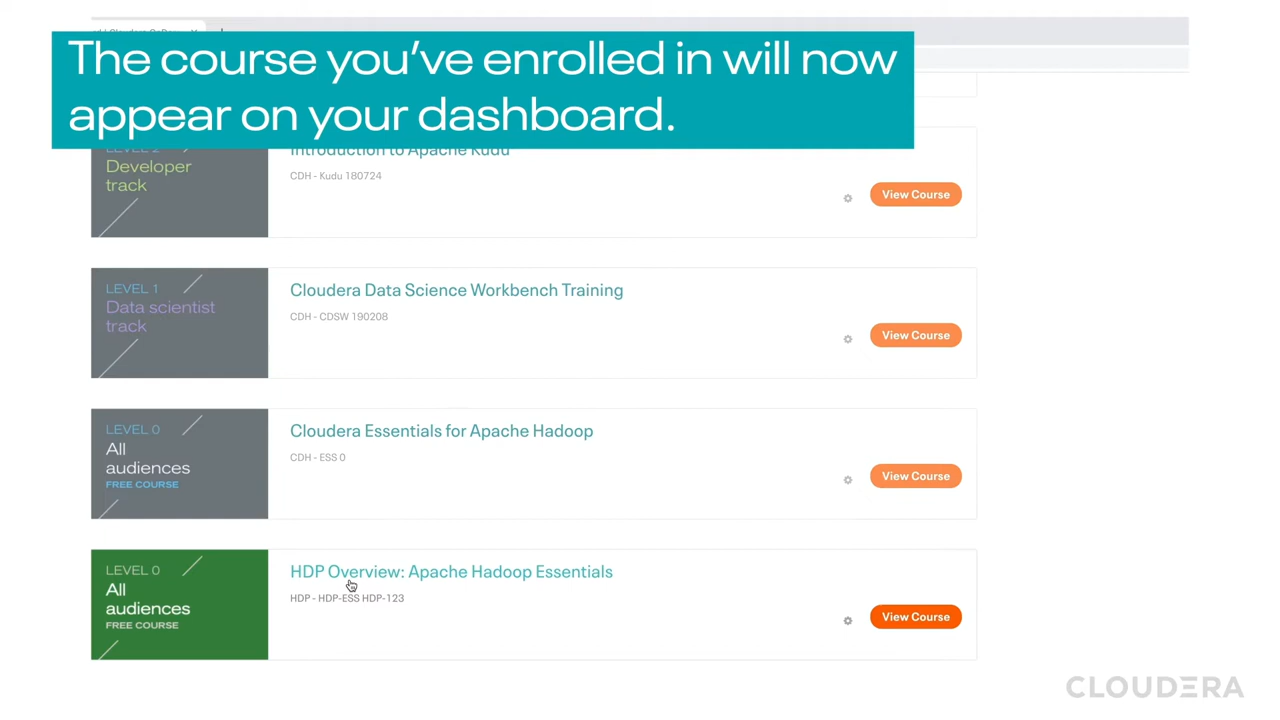 The course you've enrolled in will now
appear on your dashboard.
Developer
track
Introduction to Apache Kudu
CDH - Kudu 180724
View Course
LEVEL 1
Data scientist
track
Cloudera Data Science Workbench Training
CDH - CDSW 190208
View Course
LEVEL 0
All
audiences
FREE COURSE
Cloudera Essentials for Apache Hadoop
CDH - ESS 0
View Course
LEVEL 0
All
audiences
FREE COURSE
HDP Overview: Apache Hadoop Essentials
HDP - HDP-ESS HDP-123
View Course
CLOUDERA